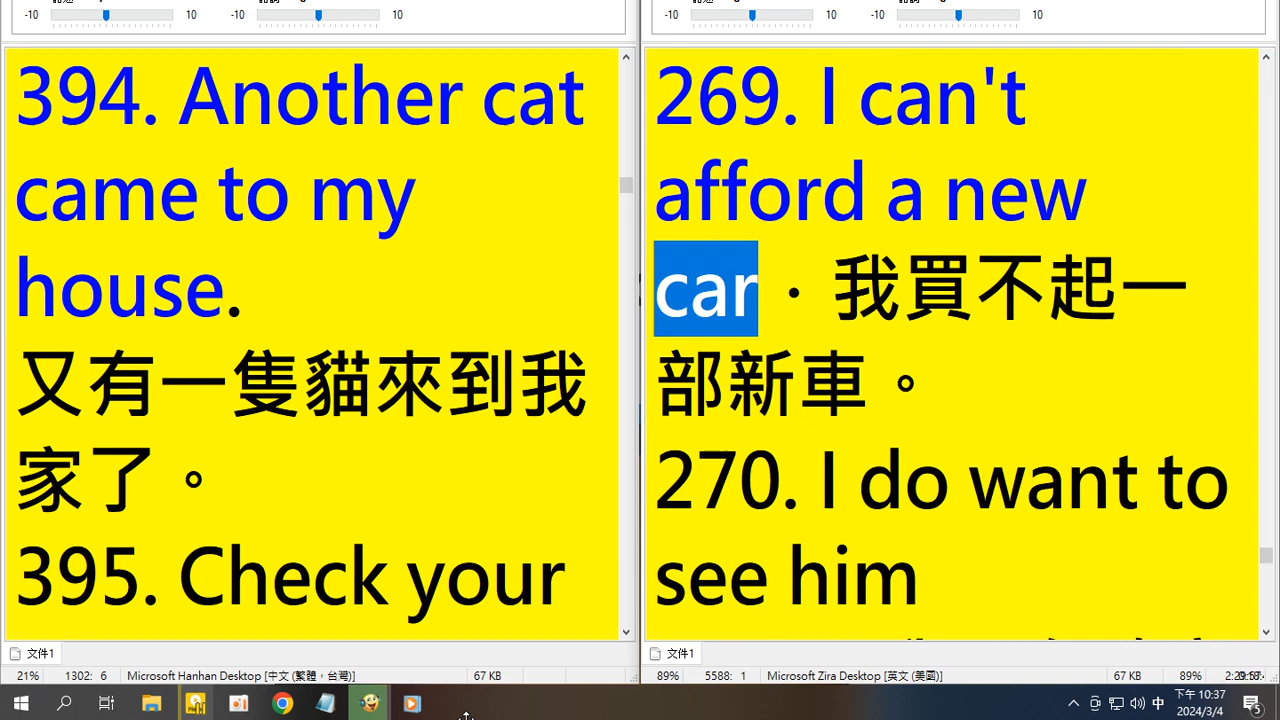 -10 10 -10 10
394. Another cat
came to my
house.
又有一隻貓來到我
家了。
395. Check your
文件1
21% 1302: 6 Microsoft Hanhan Desktop [中文 (繁體，台灣)] 67 KB
-10 10 -10 10
269. I can't
afford a new
car．我買不起一
部新車。
270. I do want to
see him
文件1
89% 5588: 1 Microsoft Zira Desktop [英文 (美國)] 67 KB 89%
中 下午 10:37
2024/3/4
5